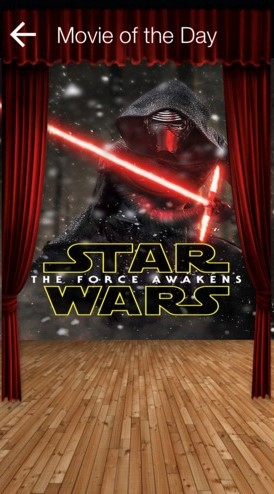 Movie of the Day
STAR
THE FORCE AWAKENS
WARS